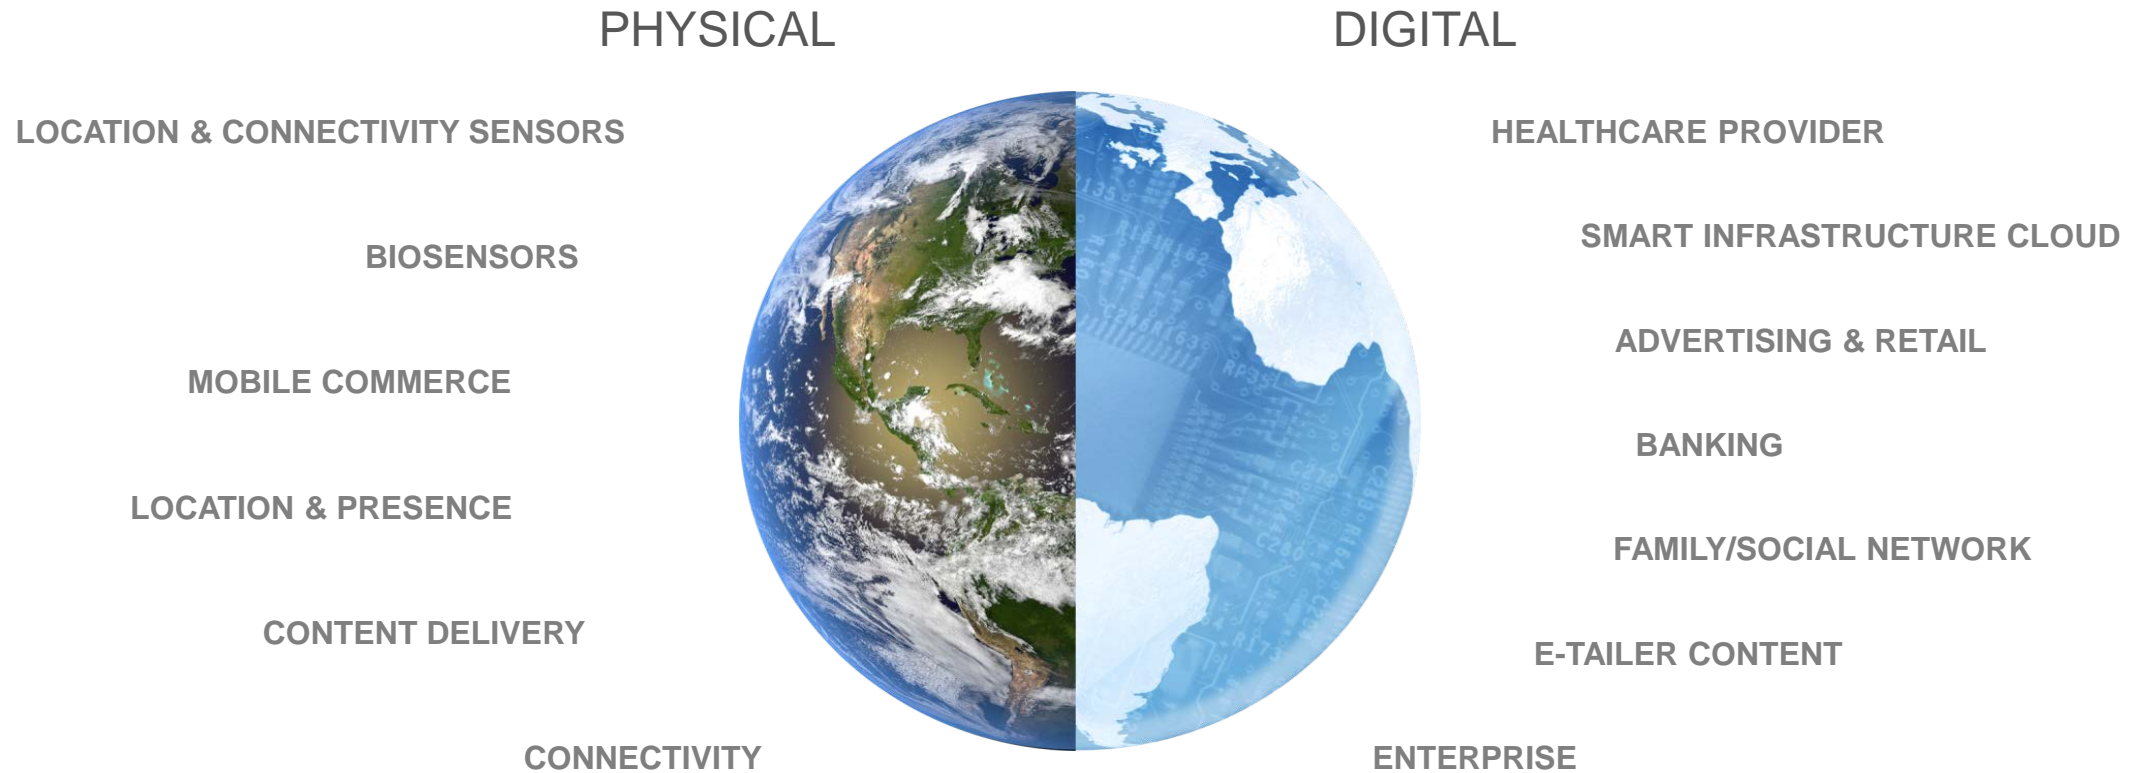 PHYSICAL
DIGITAL
LOCATION & CONNECTIVITY SENSORS
BIOSENSORS
MOBILE COMMERCE
LOCATION & PRESENCE
CONTENT DELIVERY
CONNECTIVITY
HEALTHCARE PROVIDER
SMART INFRASTRUCTURE CLOUD
ADVERTISING & RETAIL
BANKING
FAMILY/SOCIAL NETWORK
E-TAILER CONTENT
ENTERPRISE